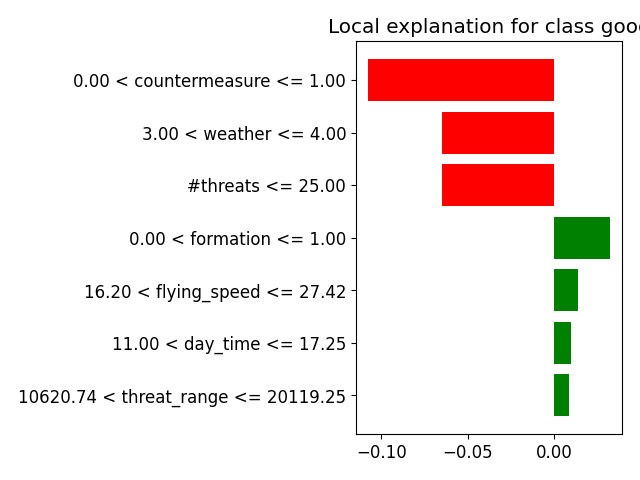 Local explanation for class goo
0.00 < countermeasure <= 1.00
3.00 < weather <= 4.00
#threats <= 25.00
0.00 < formation <= 1.00
16.20 < flying_speed <= 27.42
11.00 < day_time <= 17.25
10620.74 < threat_range <= 20119.25
−0.10 −0.05 0.00